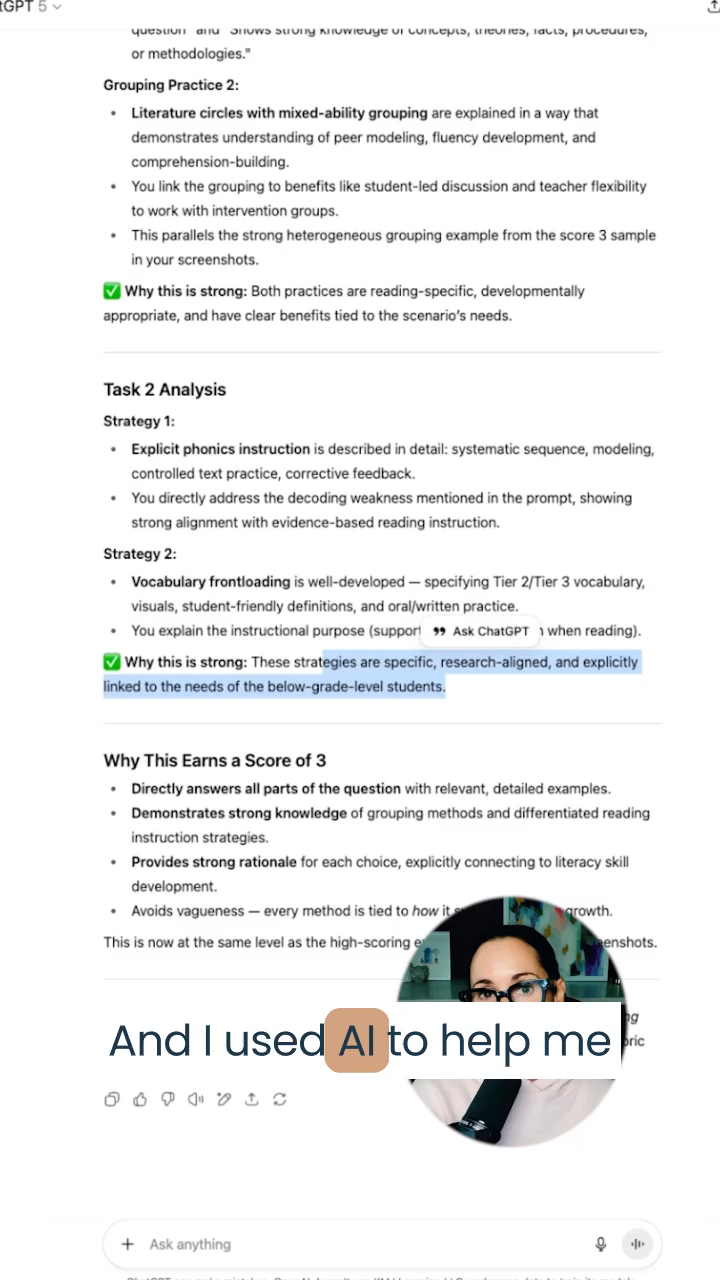 tGPT 5
question" and "Shows strong knowledge of concepts, theories, facts, procedures,
or methodologies."
Grouping Practice 2:
• Literature circles with mixed-ability grouping are explained in a way that
demonstrates understanding of peer modeling, fluency development, and
comprehension-building.
• You link the grouping to benefits like student-led discussion and teacher flexibility
to work with intervention groups.
• This parallels the strong heterogeneous grouping example from the score 3 sample
in your screenshots.
✅ Why this is strong: Both practices are reading-specific, developmentally
appropriate, and have clear benefits tied to the scenario's needs.
Task 2 Analysis
Strategy 1:
• Explicit phonics instruction is described in detail: systematic sequence, modeling,
controlled text practice, corrective feedback.
• You directly address the decoding weakness mentioned in the prompt, showing
strong alignment with evidence-based reading instruction.
Strategy 2:
• Vocabulary frontloading is well-developed — specifying Tier 2/Tier 3 vocabulary,
visuals, student-friendly definitions, and oral/written practice.
• You explain the instructional purpose (support Ask ChatGPT when reading).
✅ Why this is strong: These strategies are specific, research-aligned, and explicitly
linked to the needs of the below-grade-level students.
Why This Earns a Score of 3
• Directly answers all parts of the question with relevant, detailed examples.
• Demonstrates strong knowledge of grouping methods and differentiated reading
instruction strategies.
• Provides strong rationale for each choice, explicitly connecting to literacy skill
development.
• Avoids vagueness — every method is tied to how it growth.
This is now at the same level as the high-scoring enshots.
ng
ric
And I used AI to help me
Ask anything